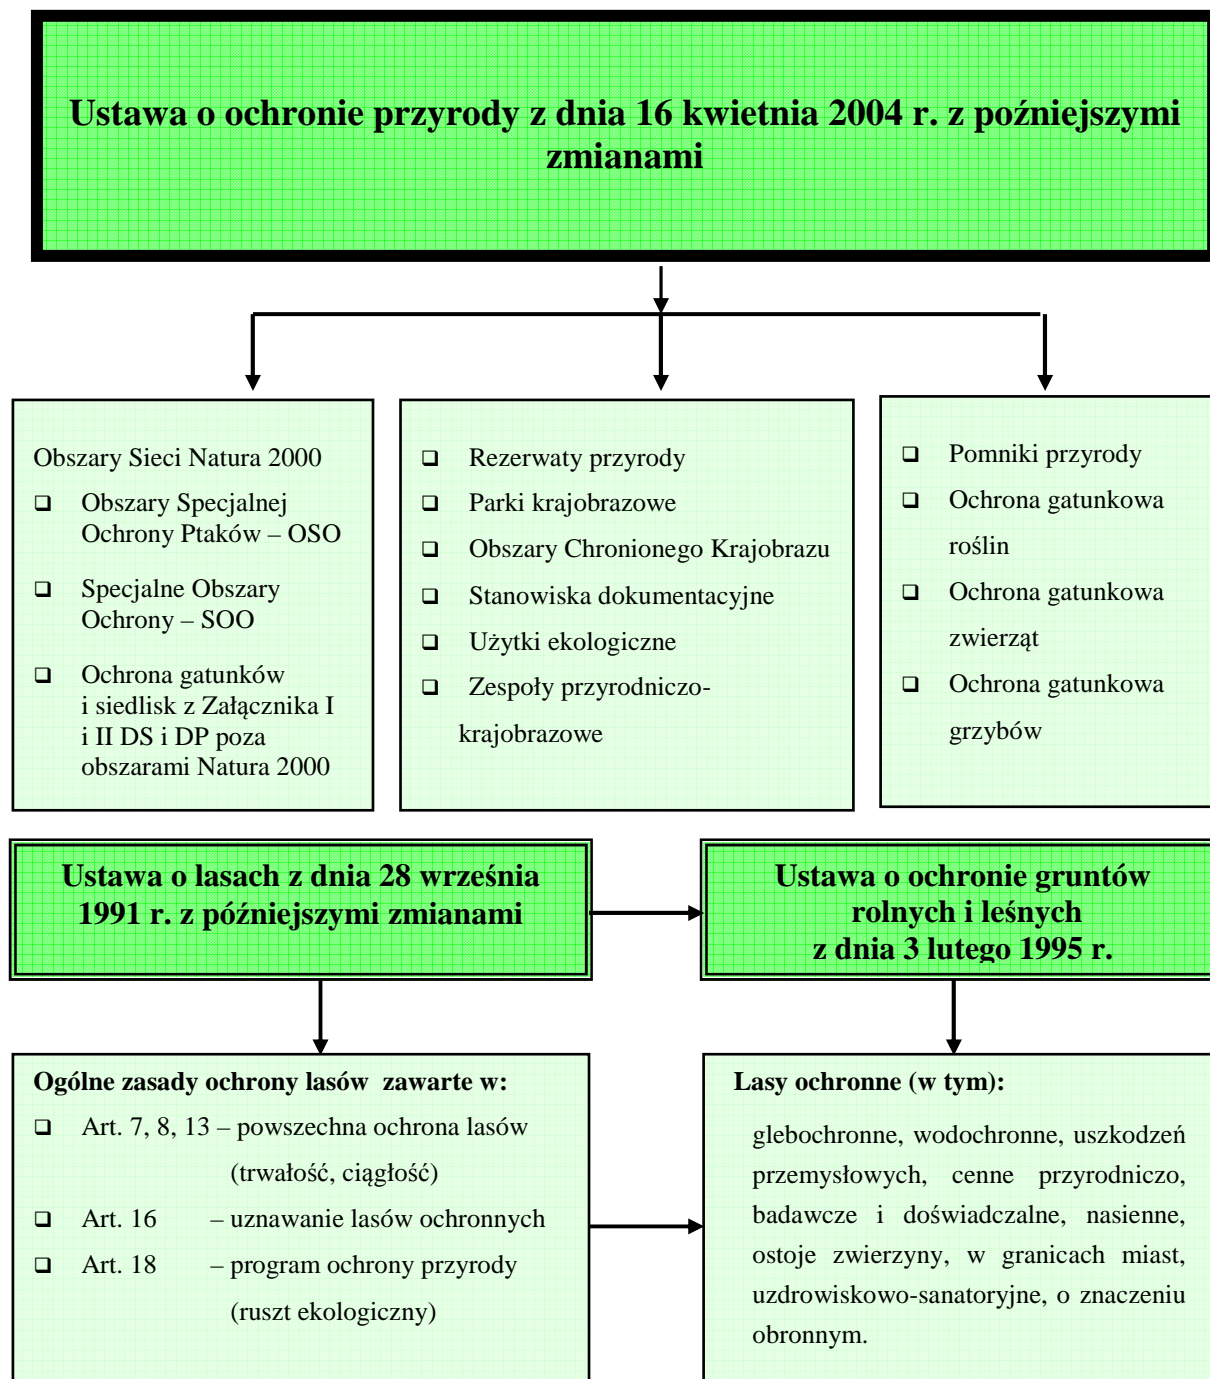 Ustawa o ochronie przyrody z dnia 16 kwietnia 2004 r. z poźniejszymi
zmianami
Obszary Sieci Natura 2000
❑ Obszary Specjalnej
Ochrony Ptaków – OSO
❑ Specjalne Obszary
Ochrony – SOO
❑ Ochrona gatunków
i siedlisk z Załącznika I
i II DS i DP poza
obszarami Natura 2000
❑ Rezerwaty przyrody
❑ Parki krajobrazowe
❑ Obszary Chronionego Krajobrazu
❑ Stanowiska dokumentacyjne
❑ Użytki ekologiczne
❑ Zespoły przyrodniczo-
krajobrazowe
❑ Pomniki przyrody
❑ Ochrona gatunkowa
roślin
❑ Ochrona gatunkowa
zwierząt
❑ Ochrona gatunkowa
grzybów
Ustawa o lasach z dnia 28 września
1991 r. z późniejszymi zmianami
Ustawa o ochronie gruntów
rolnych i leśnych
z dnia 3 lutego 1995 r.
Ogólne zasady ochrony lasów zawarte w:
❑ Art. 7, 8, 13 – powszechna ochrona lasów
(trwałość, ciągłość)
❑ Art. 16 – uznawanie lasów ochronnych
❑ Art. 18 – program ochrony przyrody
(ruszt ekologiczny)
Lasy ochronne (w tym):
glebochronne, wodochronne, uszkodzeń
przemysłowych, cenne przyrodniczo,
badawcze i doświadczalne, nasienne,
ostoje zwierzyny, w granicach miast,
uzdrowiskowo-sanatoryjne, o znaczeniu
obronnym.